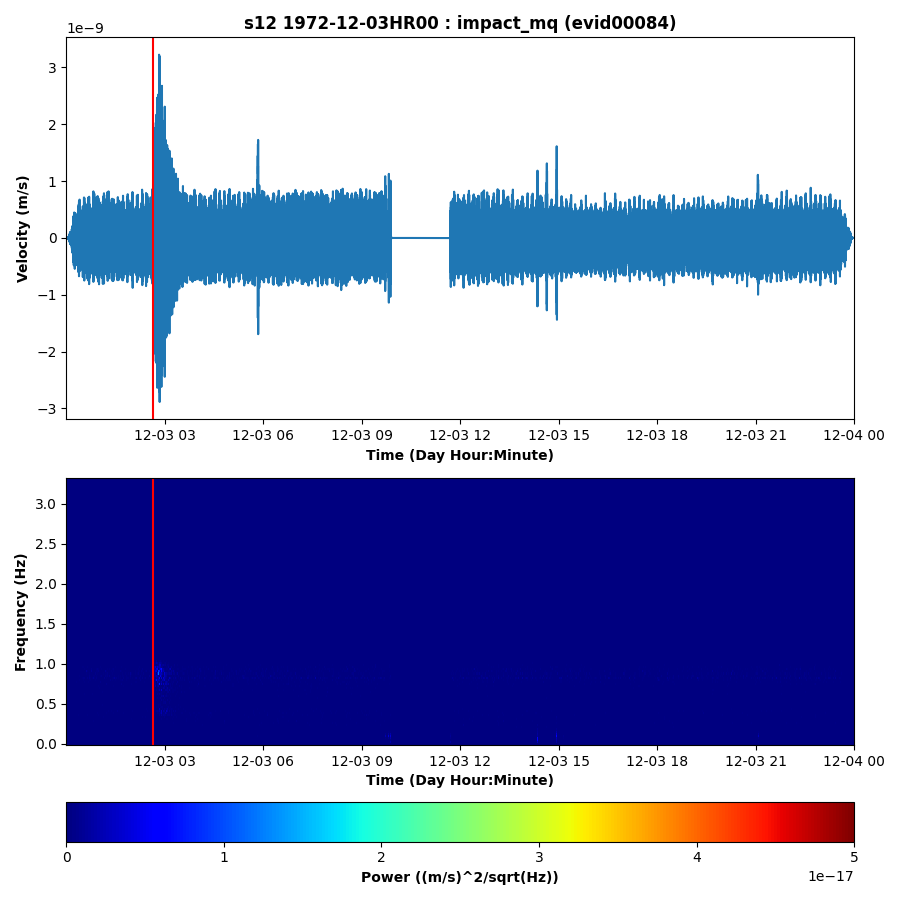 s12 1972-12-03HR00 : impact_mq (evid00084)
1e−9
3
2
1
0
−1
−2
−3
Velocity (m/s)
12-03 03 12-03 06 12-03 09 12-03 12 12-03 15 12-03 18 12-03 21 12-04 00
Time (Day Hour:Minute)
3.0
2.5
2.0
1.5
1.0
0.5
0.0
Frequency (Hz)
12-03 03 12-03 06 12-03 09 12-03 12 12-03 15 12-03 18 12-03 21 12-04 00
Time (Day Hour:Minute)
0 1 2 3 4 5
1e−17
Power ((m/s)^2/sqrt(Hz))